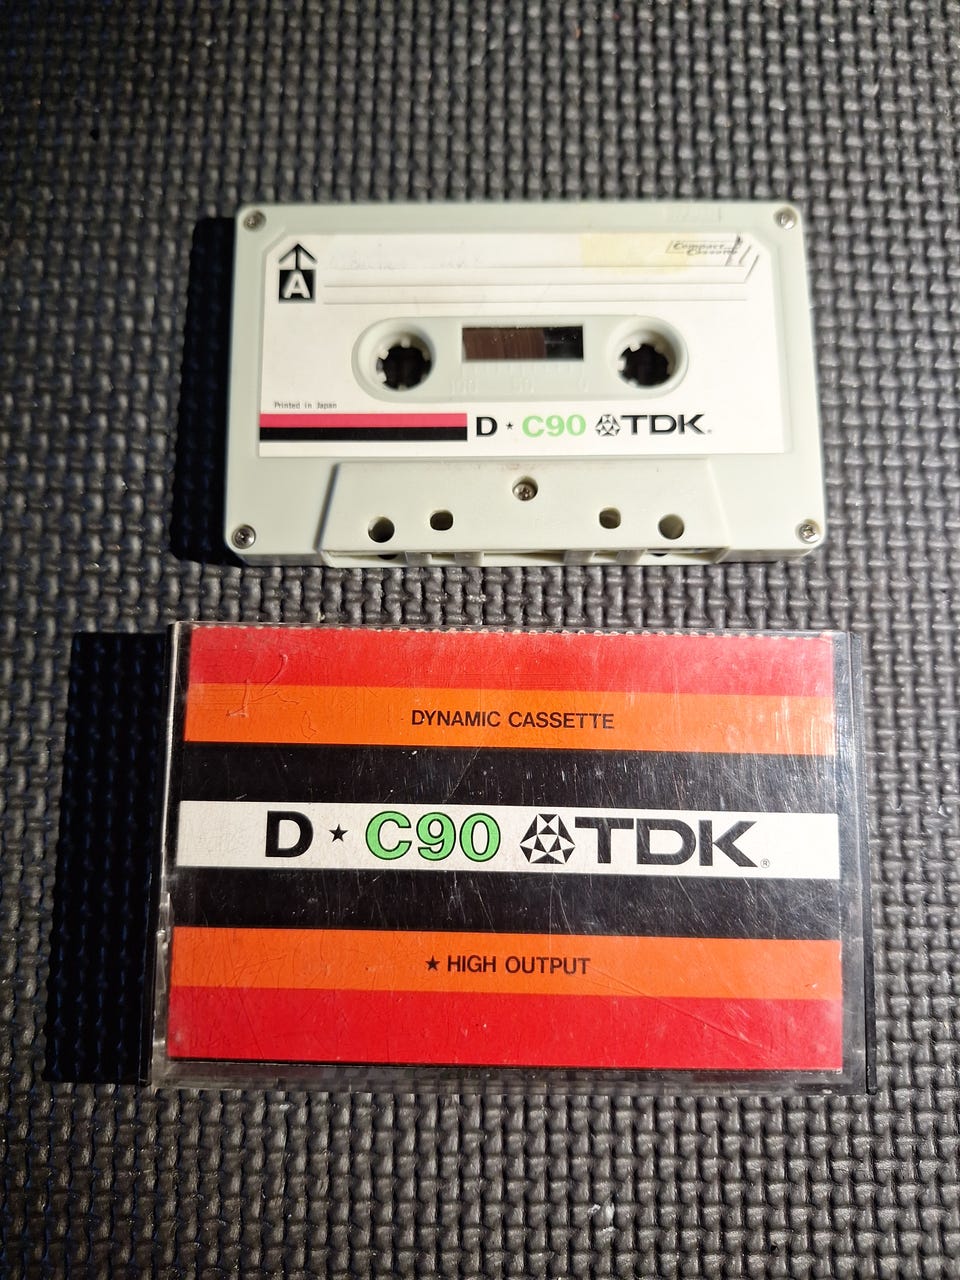 A
Compact
Cassette
100 50 0
Printed in Japan
D ★ C90 TDK.
DYNAMIC CASSETTE
D ★ C90 TDK®
★ HIGH OUTPUT